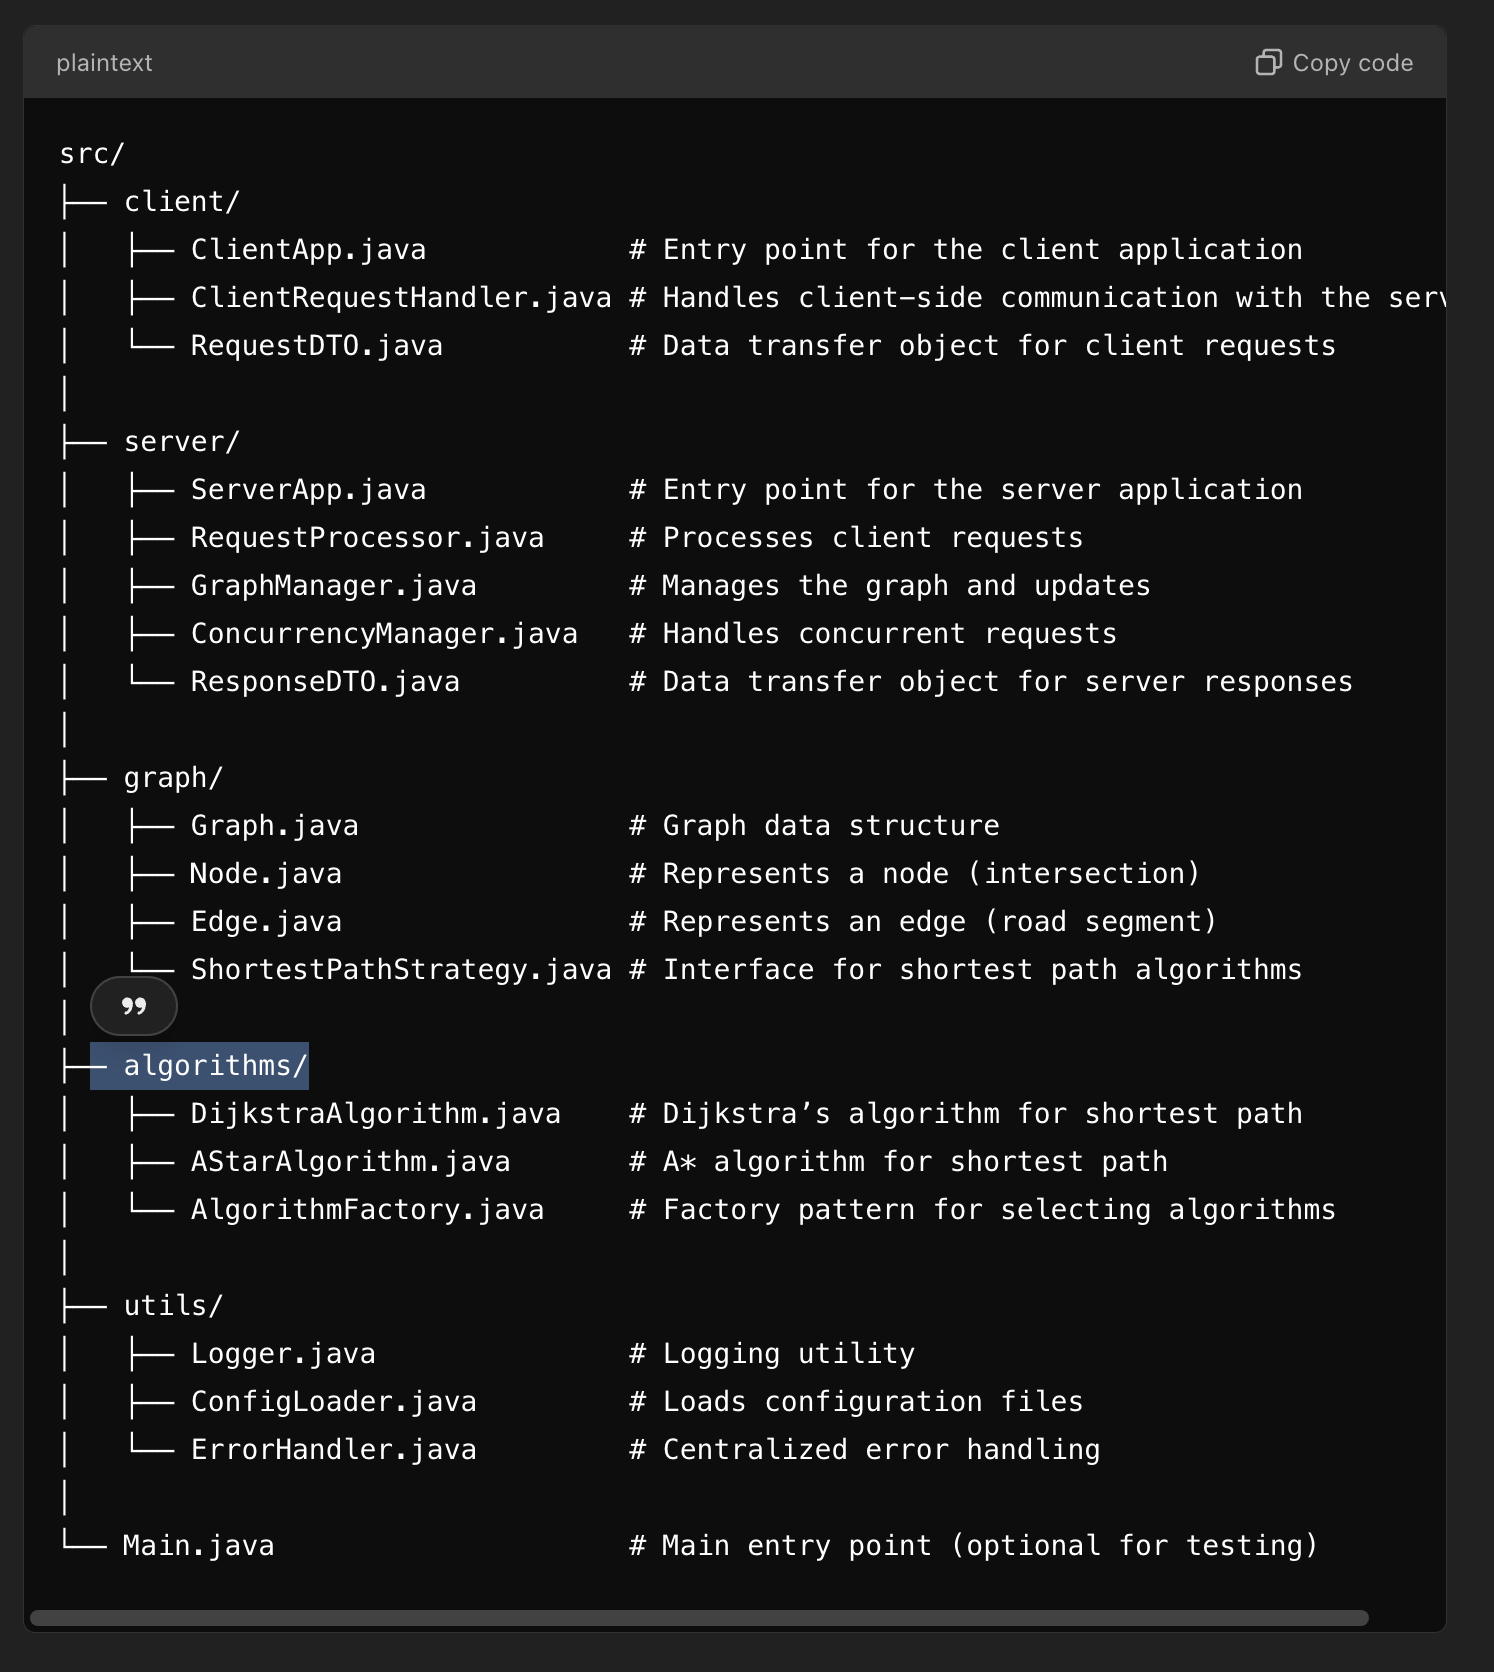 plaintext
Copy code
src/
├── client/
│   ├── ClientApp.java            # Entry point for the client application
│   ├── ClientRequestHandler.java # Handles client-side communication with the serv
│   └── RequestDTO.java           # Data transfer object for client requests
│
├── server/
│   ├── ServerApp.java            # Entry point for the server application
│   ├── RequestProcessor.java     # Processes client requests
│   ├── GraphManager.java         # Manages the graph and updates
│   ├── ConcurrencyManager.java   # Handles concurrent requests
│   └── ResponseDTO.java          # Data transfer object for server responses
│
├── graph/
│   ├── Graph.java                # Graph data structure
│   ├── Node.java                 # Represents a node (intersection)
│   ├── Edge.java                 # Represents an edge (road segment)
│   └── ShortestPathStrategy.java # Interface for shortest path algorithms
│
├── algorithms/
│   ├── DijkstraAlgorithm.java    # Dijkstra’s algorithm for shortest path
│   ├── AStarAlgorithm.java       # A* algorithm for shortest path
│   └── AlgorithmFactory.java     # Factory pattern for selecting algorithms
│
├── utils/
│   ├── Logger.java               # Logging utility
│   ├── ConfigLoader.java         # Loads configuration files
│   └── ErrorHandler.java         # Centralized error handling
│
└── Main.java                     # Main entry point (optional for testing)